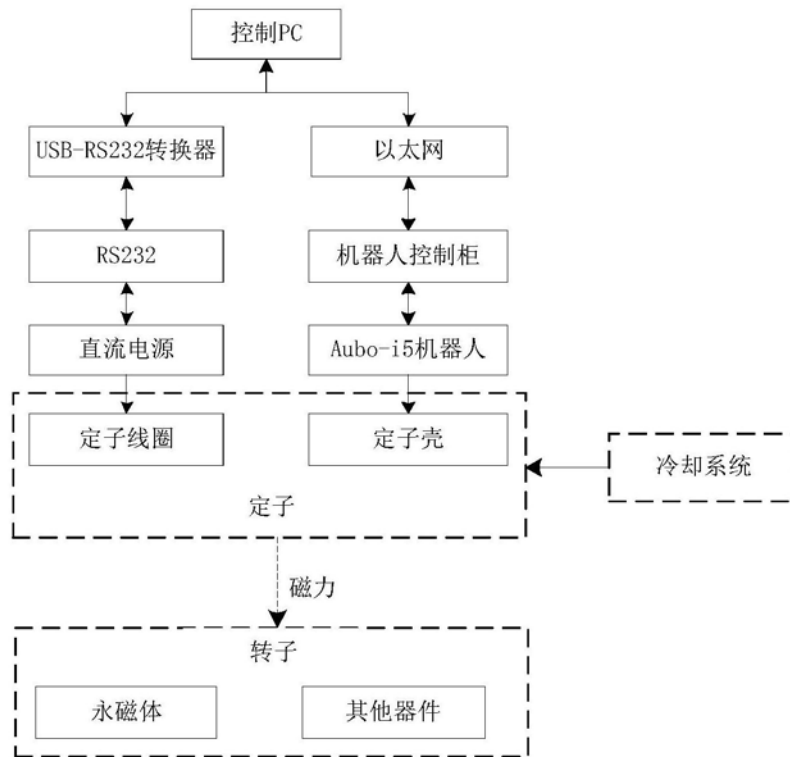 控制PC
USB-RS232转换器
以太网
RS232
机器人控制柜
直流电源
Aubo-i5机器人
定子线圈
定子壳
冷却系统
定子
磁力
转子
永磁体
其他器件